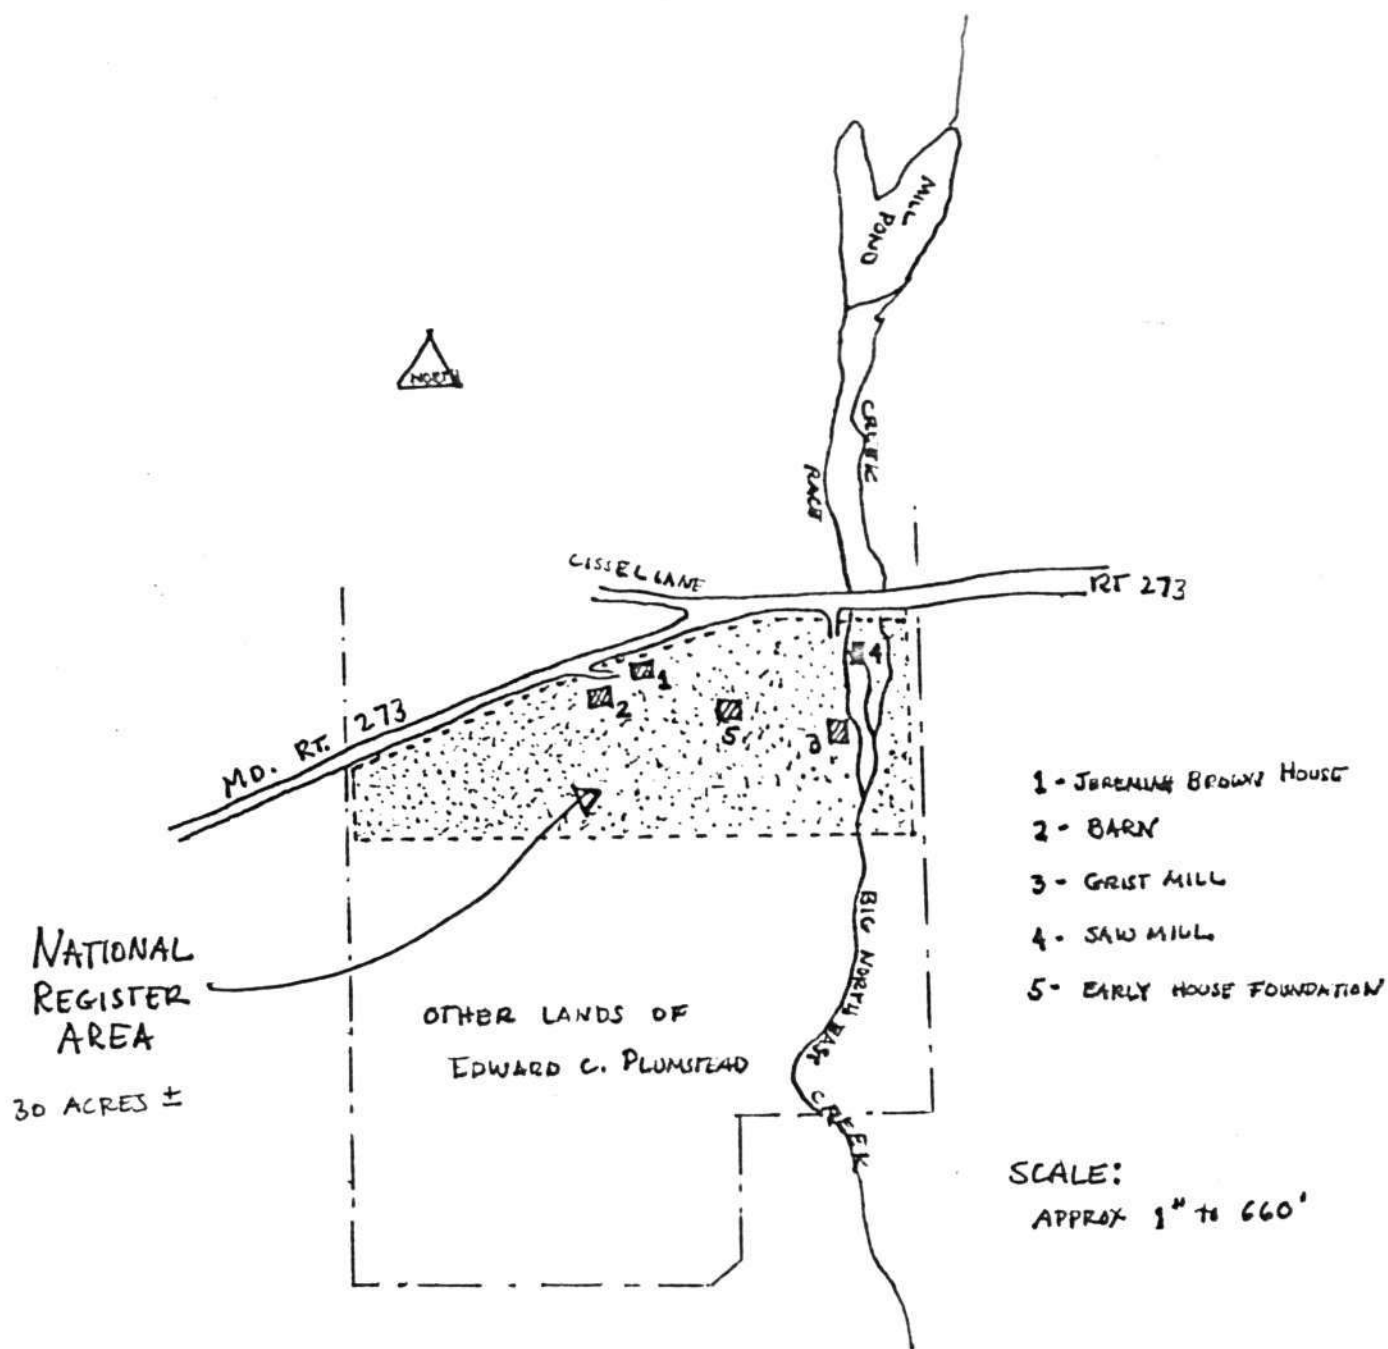 MILL
POND
NORTH
CREEK
RACE
CISSEL LANE
RT 273
MD. RT. 273
1
2
5
3
4
1 - JEREMIAH BROWN HOUSE
2 - BARN
3 - GRIST MILL
4 - SAW MILL
5 - EARLY HOUSE FOUNDATION
BIG NORTH EAST CREEK
NATIONAL
REGISTER
AREA
30 ACRES ±
OTHER LANDS OF
EDWARD C. PLUMSTEAD
SCALE:
APPROX 1" to 660'